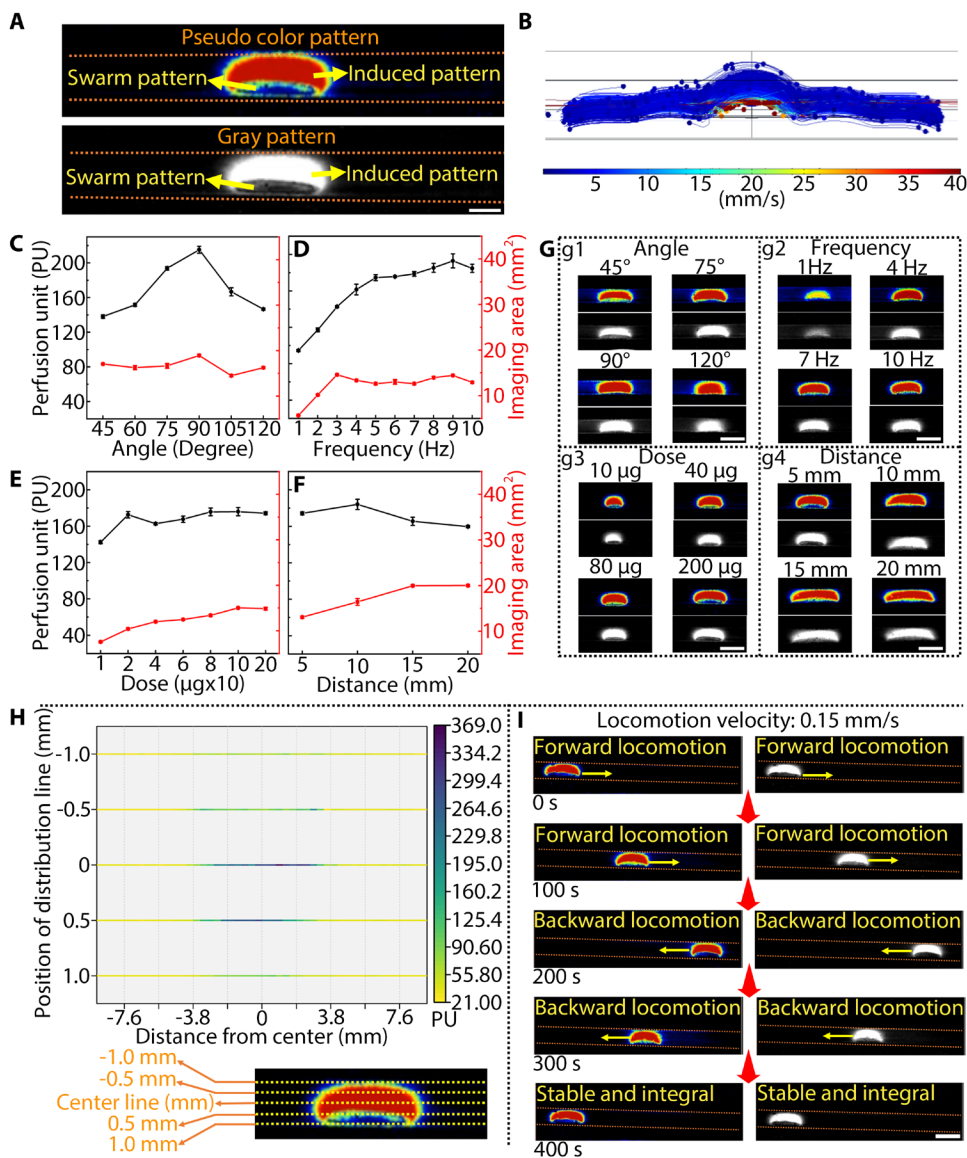 A
Pseudo color pattern
Swarm pattern
Induced pattern
Gray pattern
Swarm pattern
Induced pattern
B
5 10 15 20 25 30 35 40
(mm/s)
C
Perfusion unit (PU)
200
160
120
80
40
45 60 75 90 105 120
Angle (Degree)
D
Imaging area (mm²)
40
30
20
10
1 2 3 4 5 6 7 8 9 10
Frequency (Hz)
E
Perfusion unit (PU)
200
160
120
80
40
1 2 4 6 8 10 20
Dose (μgx10)
F
Imaging area (mm²)
40
30
20
10
5 10 15 20
Distance (mm)
G
g1 Angle
45° 75°
90° 120°
g2 Frequency
1Hz 4 Hz
7 Hz 10 Hz
g3 Dose
10 μg 40 μg
80 μg 200 μg
g4 Distance
5 mm 10 mm
15 mm 20 mm
H
Position of distribution line (mm)
-1.0
-0.5
0
0.5
1.0
-7.6 -3.8 0 3.8 7.6
Distance from center (mm)
369.0
334.2
299.4
264.6
229.8
195.0
160.2
125.4
90.60
55.80
21.00
PU
-1.0 mm
-0.5 mm
Center line (mm)
0.5 mm
1.0 mm
I
Locomotion velocity: 0.15 mm/s
Forward locomotion Forward locomotion
0 s
Forward locomotion Forward locomotion
100 s
Backward locomotion Backward locomotion
200 s
Backward locomotion Backward locomotion
300 s
Stable and integral Stable and integral
400 s